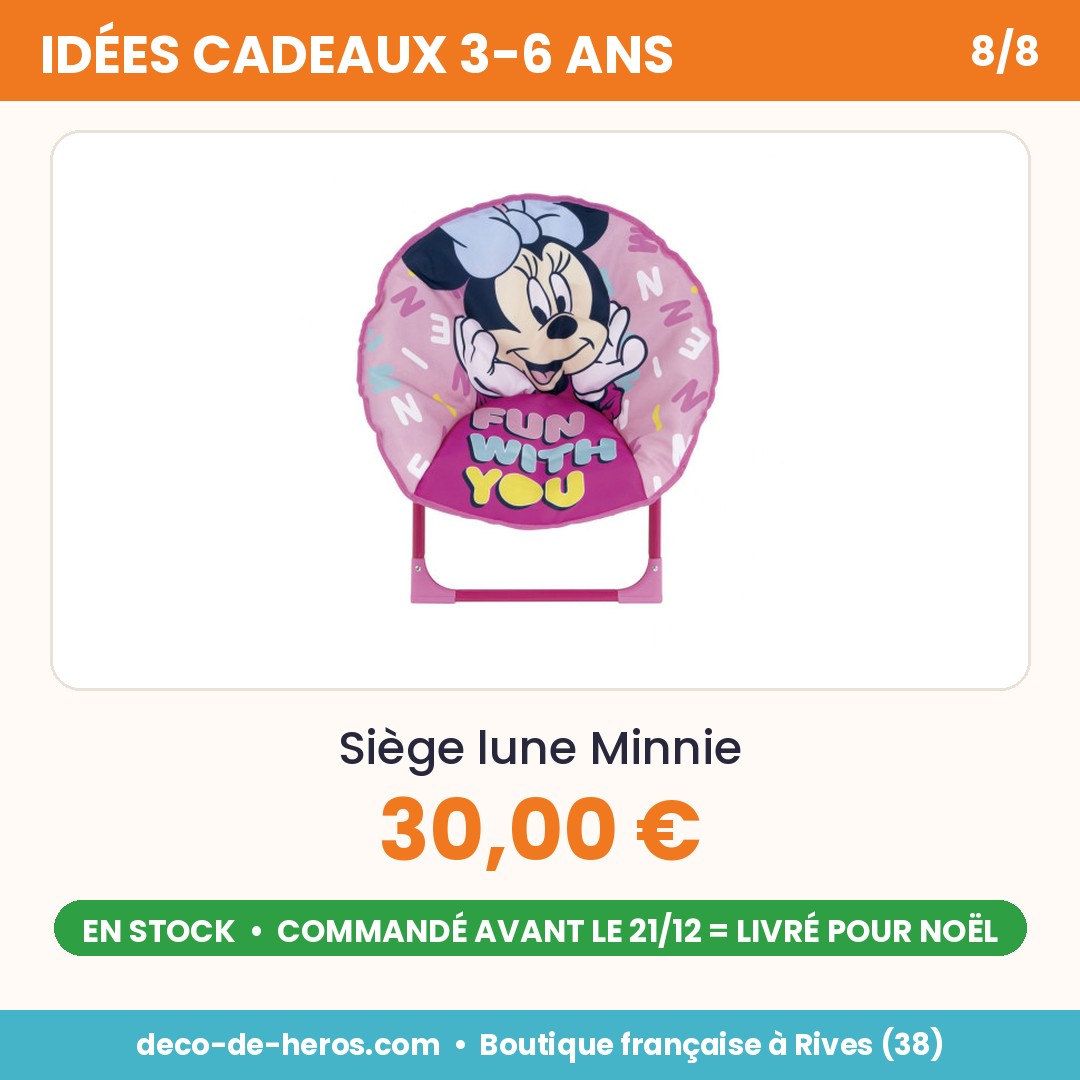 IDÉES CADEAUX 3-6 ANS
8/8
FUN
WITH
YOU
Siège lune Minnie
30,00 €
EN STOCK • COMMANDÉ AVANT LE 21/12 = LIVRÉ POUR NOËL
deco-de-heros.com • Boutique française à Rives (38)